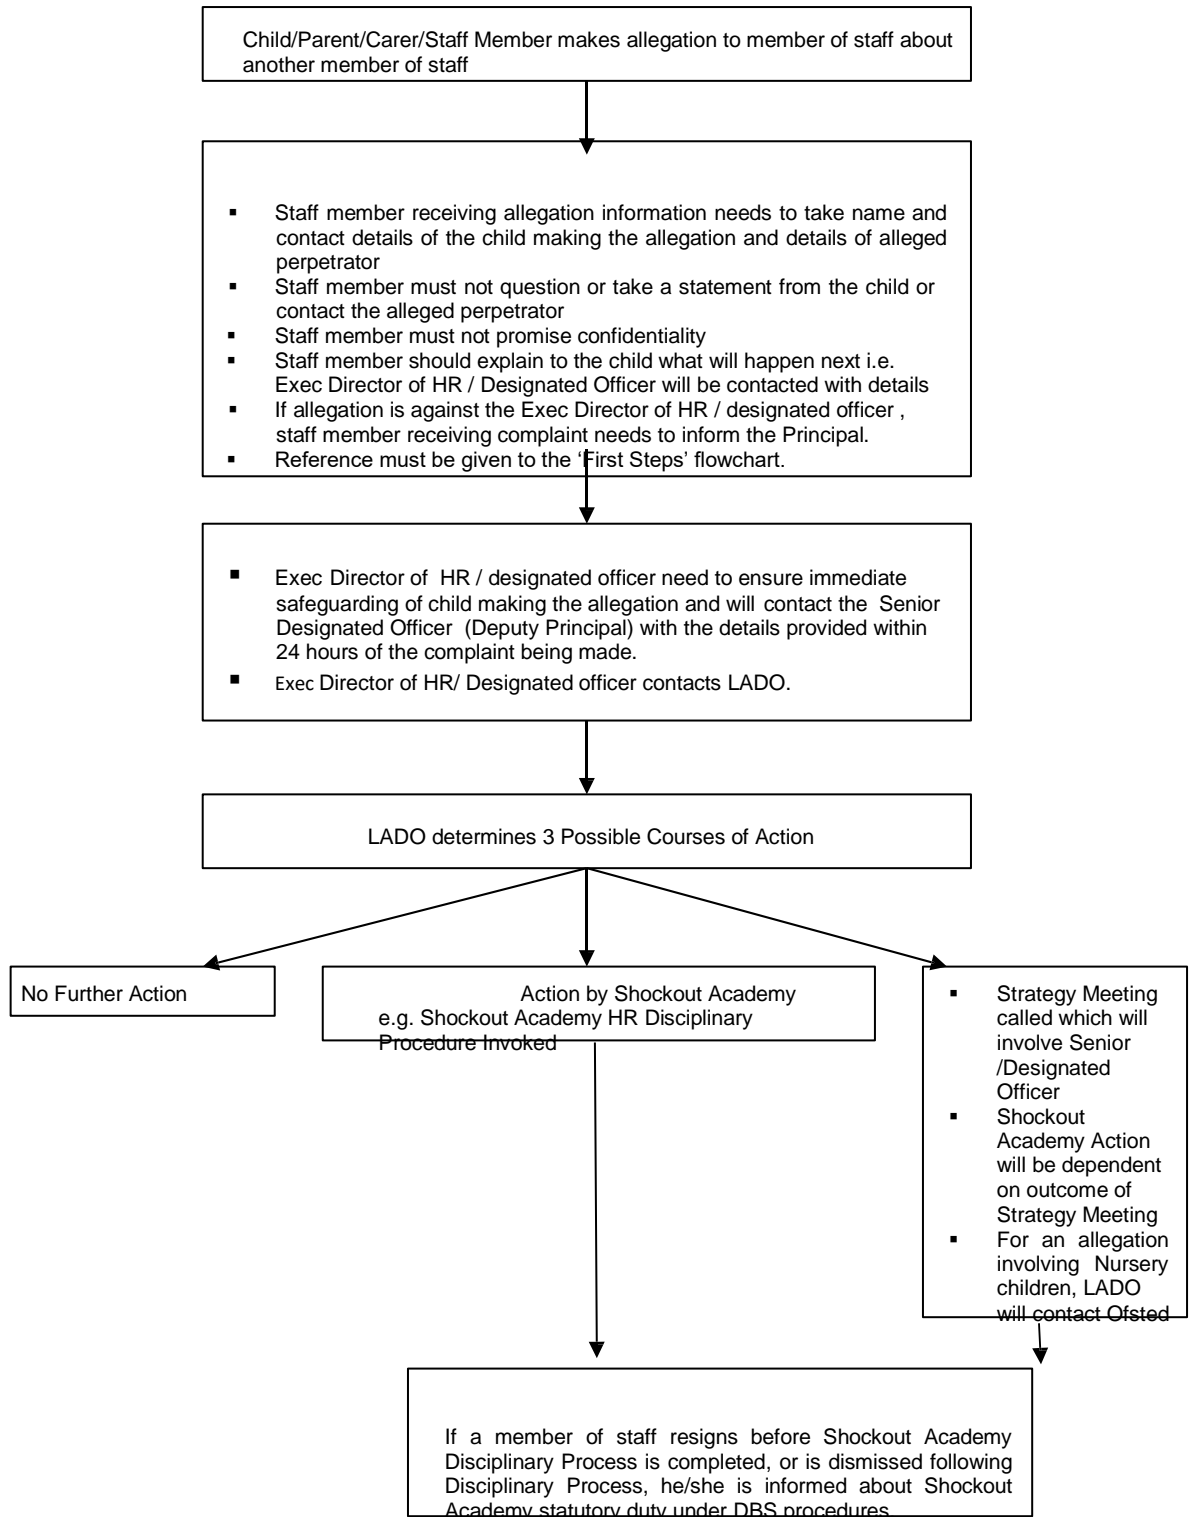 Child/Parent/Carer/Staff Member makes allegation to member of staff about
another member of staff
▪ Staff member receiving allegation information needs to take name and
contact details of the child making the allegation and details of alleged
perpetrator
▪ Staff member must not question or take a statement from the child or
contact the alleged perpetrator
▪ Staff member must not promise confidentiality
▪ Staff member should explain to the child what will happen next i.e.
Exec Director of HR / Designated Officer will be contacted with details
▪ If allegation is against the Exec Director of HR / designated officer ,
staff member receiving complaint needs to inform the Principal.
▪ Reference must be given to the ‘First Steps’ flowchart.
▪ Exec Director of HR / designated officer need to ensure immediate
safeguarding of child making the allegation and will contact the Senior
Designated Officer (Deputy Principal) with the details provided within
24 hours of the complaint being made.
▪ Exec Director of HR/ Designated officer contacts LADO.
LADO determines 3 Possible Courses of Action
No Further Action
Action by Shockout Academy
e.g. Shockout Academy HR Disciplinary
Procedure Invoked
▪ Strategy Meeting
called which will
involve Senior
/Designated
Officer
▪ Shockout
Academy Action
will be dependent
on outcome of
Strategy Meeting
▪ For an allegation
involving Nursery
children, LADO
will contact Ofsted
If a member of staff resigns before Shockout Academy
Disciplinary Process is completed, or is dismissed following
Disciplinary Process, he/she is informed about Shockout
Academy statutory duty under DBS procedures